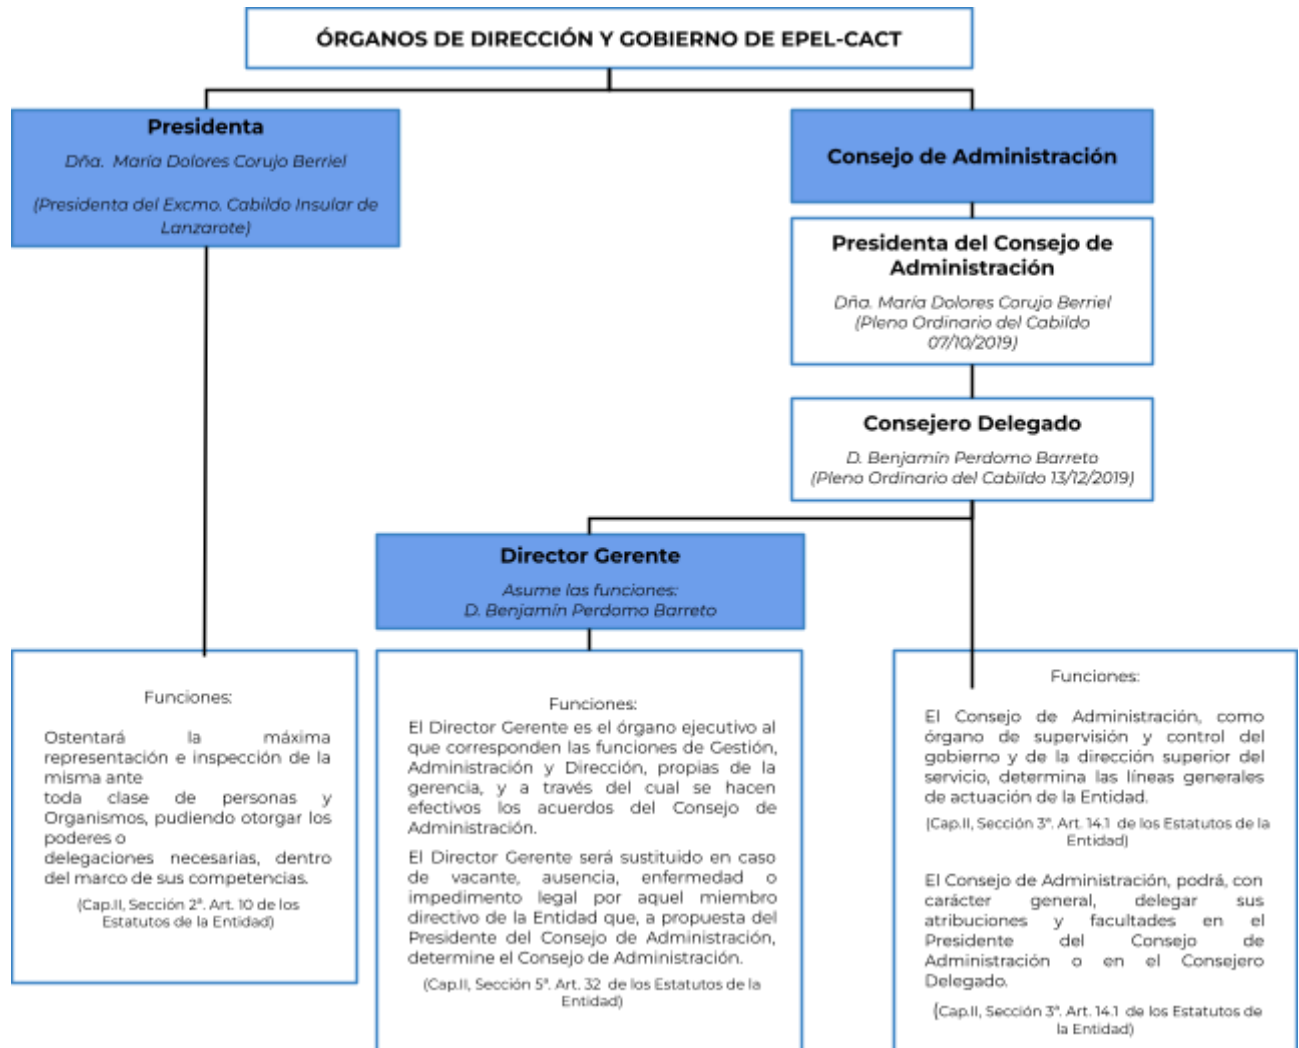 ÓRGANOS DE DIRECCIÓN Y GOBIERNO DE EPEL-CACT
Presidenta
Dña. María Dolores Corujo Berriel
(Presidenta del Excmo. Cabildo Insular de
Lanzarote)
Consejo de Administración
Presidenta del Consejo de
Administración
Dña. María Dolores Corujo Berriel
(Pleno Ordinario del Cabildo
07/10/2019)
Consejero Delegado
D. Benjamín Perdomo Barreto
(Pleno Ordinario del Cabildo 13/12/2019)
Director Gerente
Asume las funciones:
D. Benjamín Perdomo Barreto
Funciones:
Ostentará la máxima
representación e inspección de la
misma ante
toda clase de personas y
Organismos, pudiendo otorgar los
poderes o
delegaciones necesarias, dentro
del marco de sus competencias.
(Cap.II, Sección 2ª. Art. 10 de los
Estatutos de la Entidad)
Funciones:
El Director Gerente es el órgano ejecutivo al
que corresponden las funciones de Gestión,
Administración y Dirección, propias de la
gerencia, y a través del cual se hacen
efectivos los acuerdos del Consejo de
Administración.
El Director Gerente será sustituido en caso
de vacante, ausencia, enfermedad o
impedimento legal por aquel miembro
directivo de la Entidad que, a propuesta del
Presidente del Consejo de Administración,
determine el Consejo de Administración.
(Cap.II, Sección 5ª. Art. 32 de los Estatutos de la
Entidad)
Funciones:
El Consejo de Administración, como
órgano de supervisión y control del
gobierno y de la dirección superior del
servicio, determina las líneas generales
de actuación de la Entidad.
(Cap.II, Sección 3ª. Art. 14.1 de los Estatutos de la
Entidad)
El Consejo de Administración, podrá, con
carácter general, delegar sus
atribuciones y facultades en el
Presidente del Consejo de
Administración o en el Consejero
Delegado.
(Cap.II, Sección 3ª. Art. 14.1 de los Estatutos de
la Entidad)